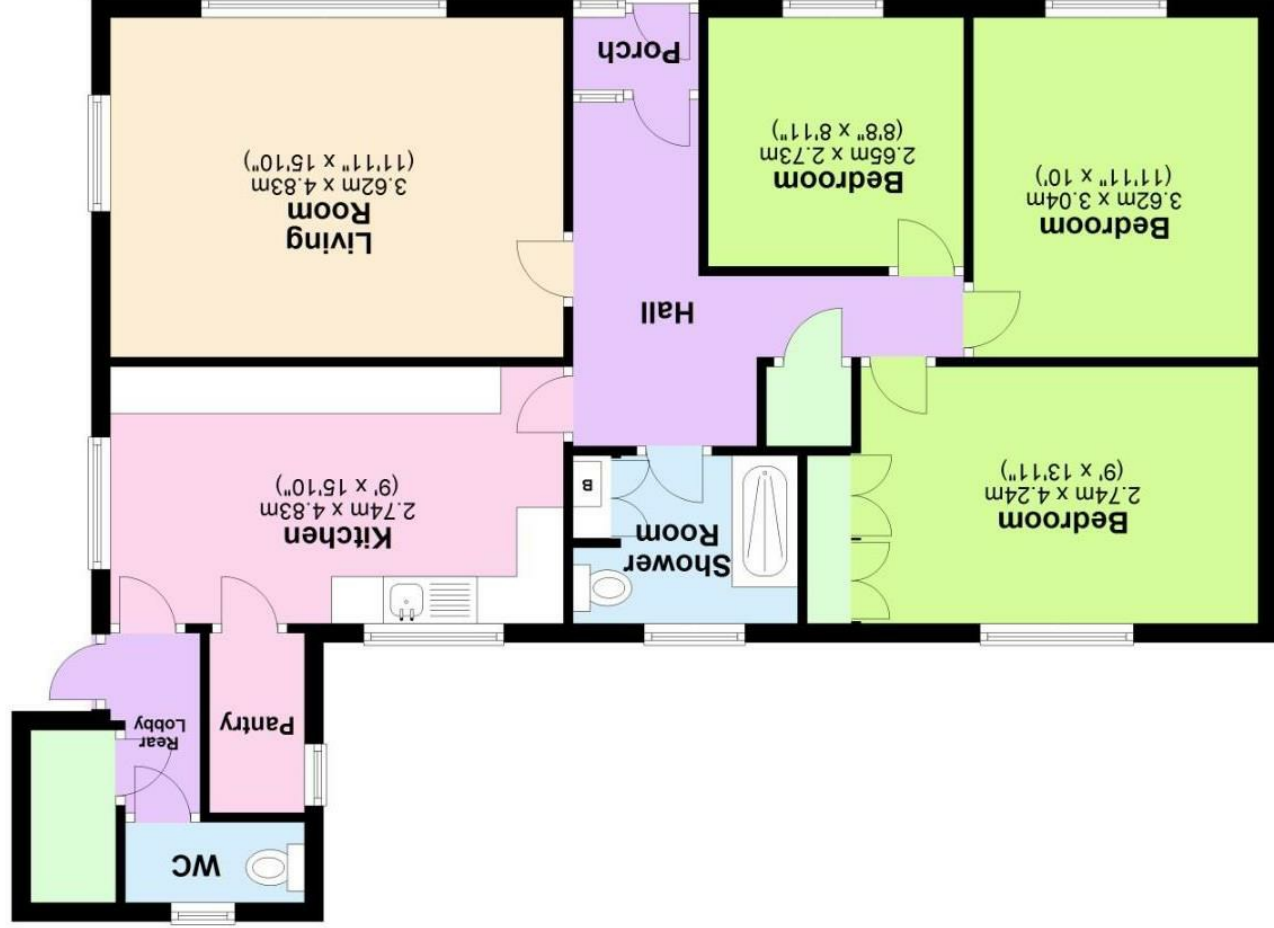 WC
Rear
Lobby
Pantry
Bedroom
2.74m x 4.24m
(9' x 13'11")
Shower
Room
B
Kitchen
2.74m x 4.83m
(9' x 15'10")
Hall
Bedroom
3.62m x 3.04m
(11'11" x 10')
Bedroom
2.65m x 2.73m
(8'8" x 8'11")
Living
Room
3.62m x 4.83m
(11'11" x 15'10")
Porch